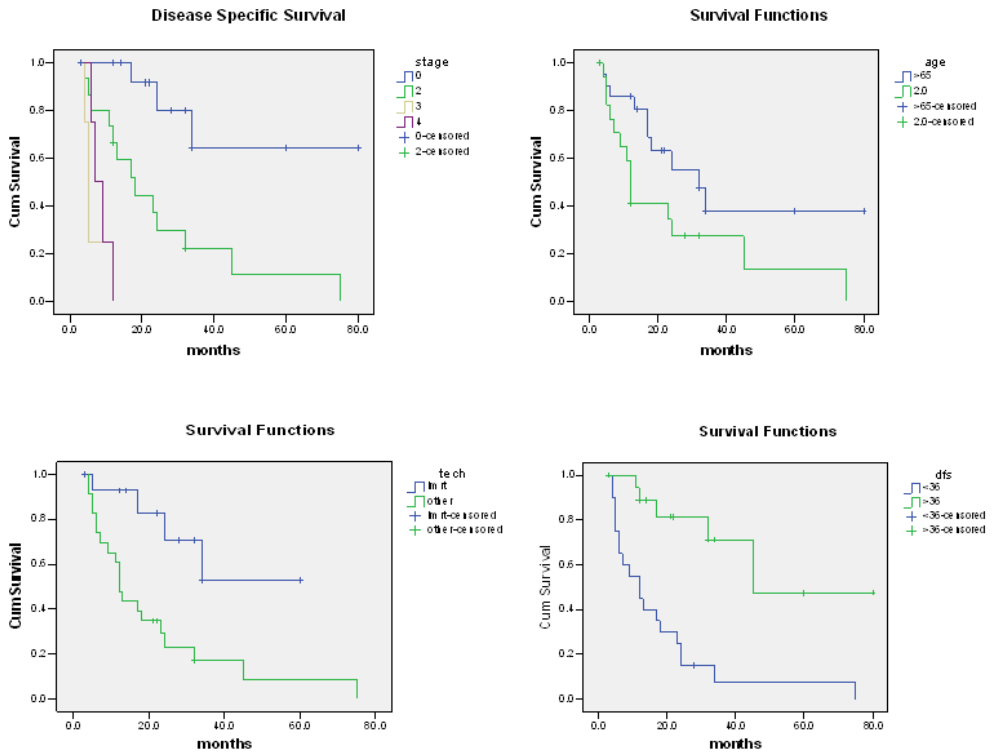 Disease Specific Survival
stage
0
2
3
4
0-censored
2-censored
Cum Survival
1.0
0.8
0.6
0.4
0.2
0.0
0.0 20.0 40.0 60.0 80.0
months
Survival Functions
age
>65
2.0
>65-censored
2.0-censored
Cum Survival
1.0
0.8
0.6
0.4
0.2
0.0
0.0 20.0 40.0 60.0 80.0
months
Survival Functions
tech
Imrt
other
Imrt-censored
other-censored
Cum Survival
1.0
0.8
0.6
0.4
0.2
0.0
0.0 20.0 40.0 60.0 80.0
months
Survival Functions
dfs
<36
>36
<36-censored
>36-censored
Cum Survival
1.0
0.8
0.6
0.4
0.2
0.0
0.0 20.0 40.0 60.0 80.0
months